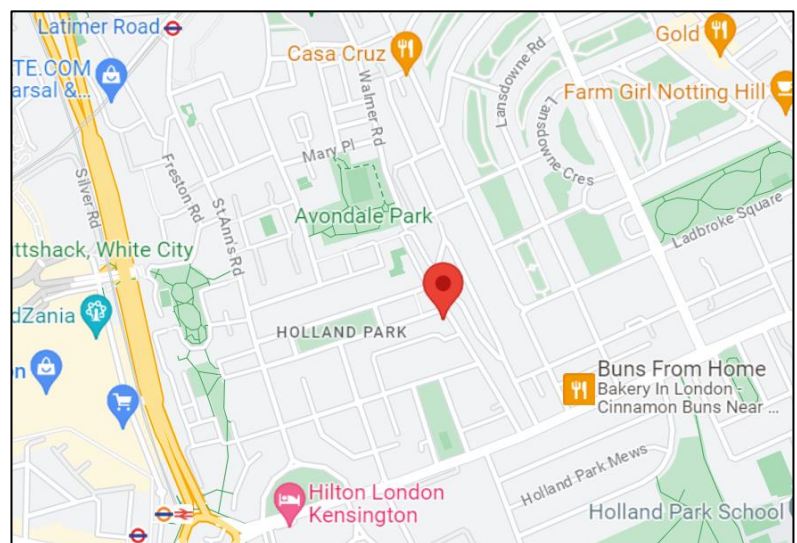 Latimer Road
Casa Cruz
Gold
TE.COM
arsal &...
Farm Girl Notting Hill
Lansdowne Rd
Lansdowne Cres
Walmer Rd
Mary Pl
Freston Rd
St Ann's Rd
Silver Rd
Avondale Park
Ladbroke Square
ttshack, White City
dZania
HOLLAND PARK
on
Buns From Home
Bakery In London -
Cinnamon Buns Near ...
Holland Park Mews
Hilton London
Kensington
Holland Park School